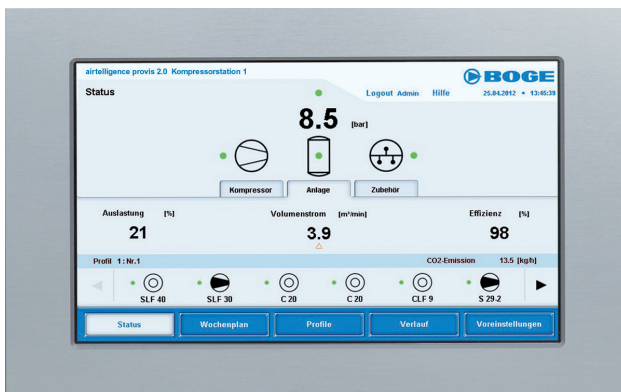 airtelligence provis 2.0 Kompressorstation 1
BOGE
Status
Logout Admin Hilfe 25.04.2012 • 13:45:39
8.5 [bar]
Kompressor Anlage Zubehör
Auslastung [%] Volumenstrom [m³/min] Effizienz [%]
21 3.9 98
Profil 1 : Nr.1 CO2-Emission 13.5 [kg/h]
SLF 40 SLF 30 C 20 C 20 CLF 9 S 29-2
Status Wochenplan Profile Verlauf Voreinstellungen